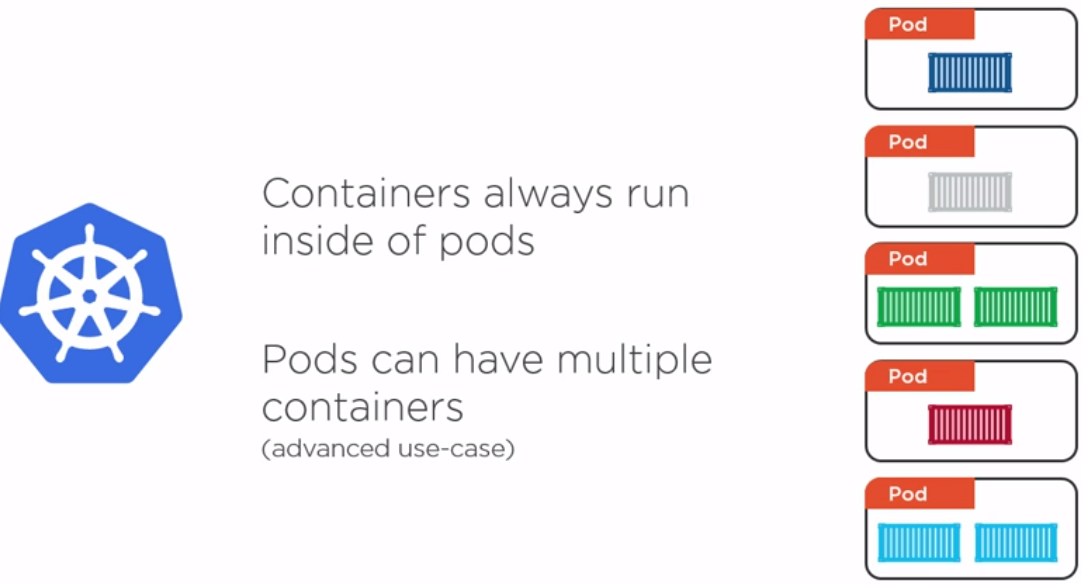 Containers always run
inside of pods
Pods can have multiple
containers
(advanced use-case)
Pod
Pod
Pod
Pod
Pod